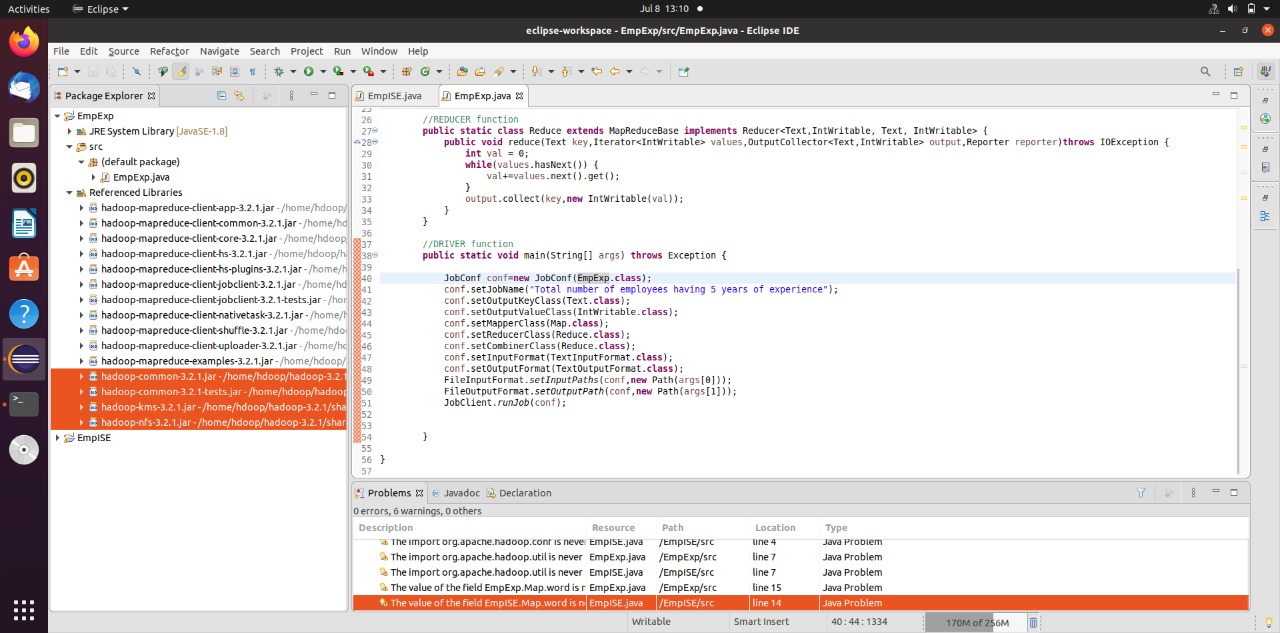 Activities Eclipse Jul 8 13:10
eclipse-workspace - EmpExp/src/EmpExp.java - Eclipse IDE
File Edit Source Refactor Navigate Search Project Run Window Help
Package Explorer
EmpExp
JRE System Library [JavaSE-1.8]
src
(default package)
EmpExp.java
Referenced Libraries
hadoop-mapreduce-client-app-3.2.1.jar - /home/hdoop/
hadoop-mapreduce-client-common-3.2.1.jar - /home/hd
hadoop-mapreduce-client-core-3.2.1.jar - /home/hdoop/
hadoop-mapreduce-client-hs-3.2.1.jar - /home/hdoop/h
hadoop-mapreduce-client-hs-plugins-3.2.1.jar - /home/
hadoop-mapreduce-client-jobclient-3.2.1.jar - /home/hd
hadoop-mapreduce-client-jobclient-3.2.1-tests.jar - /ho
hadoop-mapreduce-client-nativetask-3.2.1.jar - /home/
hadoop-mapreduce-client-shuffle-3.2.1.jar - /home/hdo
hadoop-mapreduce-client-uploader-3.2.1.jar - /home/h
hadoop-mapreduce-examples-3.2.1.jar - /home/hdoop/
hadoop-common-3.2.1.jar - /home/hdoop/hadoop-3.2.1
hadoop-common-3.2.1-tests.jar - /home/hdoop/hadoop
hadoop-kms-3.2.1.jar - /home/hdoop/hadoop-3.2.1/sha
hadoop-nfs-3.2.1.jar - /home/hdoop/hadoop-3.2.1/shar
EmpISE
EmpISE.java EmpExp.java
25
26 //REDUCER function
27 public static class Reduce extends MapReduceBase implements Reducer<Text,IntWritable, Text, IntWritable> {
28 public void reduce(Text key,Iterator<IntWritable> values,OutputCollector<Text,IntWritable> output,Reporter reporter)throws IOException {
29 int val = 0;
30 while(values.hasNext()) {
31 val+=values.next().get();
32 }
33 output.collect(key,new IntWritable(val));
34 }
35 }
36
37 //DRIVER function
38 public static void main(String[] args) throws Exception {
39
40 JobConf conf=new JobConf(EmpExp.class);
41 conf.setJobName("Total number of employees having 5 years of experience");
42 conf.setOutputKeyClass(Text.class);
43 conf.setOutputValueClass(IntWritable.class);
44 conf.setMapperClass(Map.class);
45 conf.setReducerClass(Reduce.class);
46 conf.setCombinerClass(Reduce.class);
47 conf.setInputFormat(TextInputFormat.class);
48 conf.setOutputFormat(TextOutputFormat.class);
49 FileInputFormat.setInputPaths(conf,new Path(args[0]));
50 FileOutputFormat.setOutputPath(conf,new Path(args[1]));
51 JobClient.runJob(conf);
52
53
54 }
55
56 }
57
Problems Javadoc Declaration
0 errors, 6 warnings, 0 others
Description Resource Path Location Type
The import org.apache.hadoop.conf is never EmpISE.java /EmpISE/src line 4 Java Problem
The import org.apache.hadoop.util is never EmpExp.java /EmpExp/src line 7 Java Problem
The import org.apache.hadoop.util is never EmpISE.java /EmpISE/src line 7 Java Problem
The value of the field EmpExp.Map.word is n EmpExp.java /EmpExp/src line 15 Java Problem
The value of the field EmpISE.Map.word is n EmpISE.java /EmpISE/src line 14 Java Problem
Writable Smart Insert 40 : 44 : 1334 170M of 256M